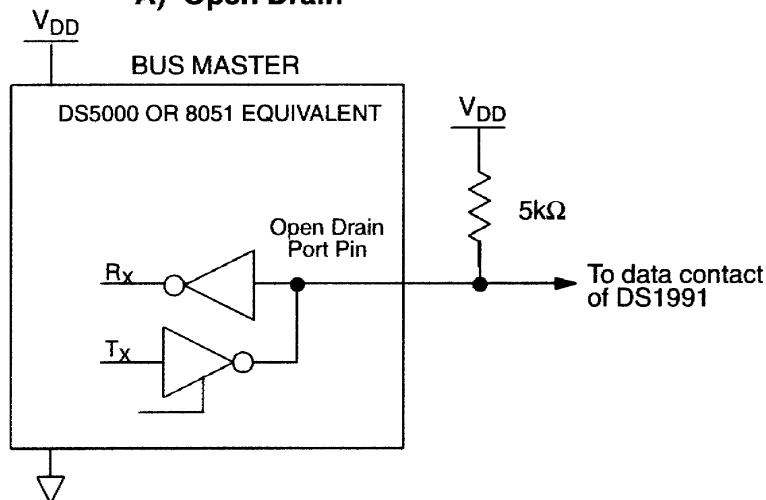 A) Open Drain
VDD
BUS MASTER
DS5000 OR 8051 EQUIVALENT
VDD
5kΩ
Open Drain
Port Pin
RX
TX
To data contact
of DS1991